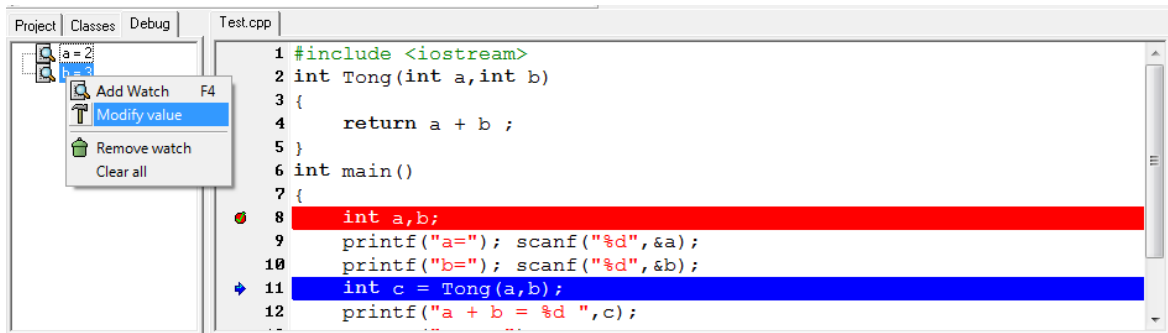 Project Classes Debug Test.cpp
a = 2
b = 3
Add Watch F4
Modify value
Remove watch
Clear all
1 #include <iostream>
2 int Tong(int a,int b)
3 {
4 return a + b ;
5 }
6 int main()
7 {
8 int a,b;
9 printf("a="); scanf("%d",&a);
10 printf("b="); scanf("%d",&b);
11 int c = Tong(a,b);
12 printf("a + b = %d ",c);